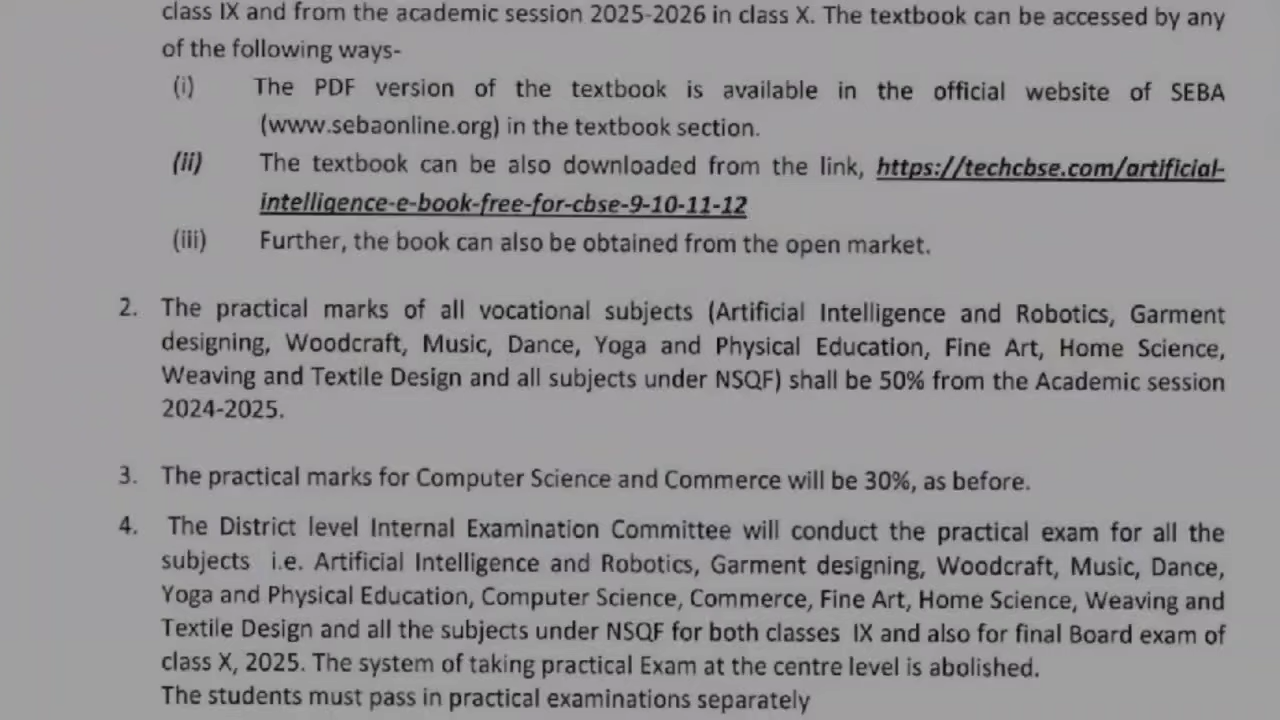 class IX and from the academic session 2025-2026 in class X. The textbook can be accessed by any
of the following ways-
(i) The PDF version of the textbook is available in the official website of SEBA
(www.sebaonline.org) in the textbook section.
(ii) The textbook can be also downloaded from the link, https://techcbse.com/artificial-
intelligence-e-book-free-for-cbse-9-10-11-12
(iii) Further, the book can also be obtained from the open market.
2. The practical marks of all vocational subjects (Artificial Intelligence and Robotics, Garment
designing, Woodcraft, Music, Dance, Yoga and Physical Education, Fine Art, Home Science,
Weaving and Textile Design and all subjects under NSQF) shall be 50% from the Academic session
2024-2025.
3. The practical marks for Computer Science and Commerce will be 30%, as before.
4. The District level Internal Examination Committee will conduct the practical exam for all the
subjects i.e. Artificial Intelligence and Robotics, Garment designing, Woodcraft, Music, Dance,
Yoga and Physical Education, Computer Science, Commerce, Fine Art, Home Science, Weaving and
Textile Design and all the subjects under NSQF for both classes IX and also for final Board exam of
class X, 2025. The system of taking practical Exam at the centre level is abolished.
The students must pass in practical examinations separately